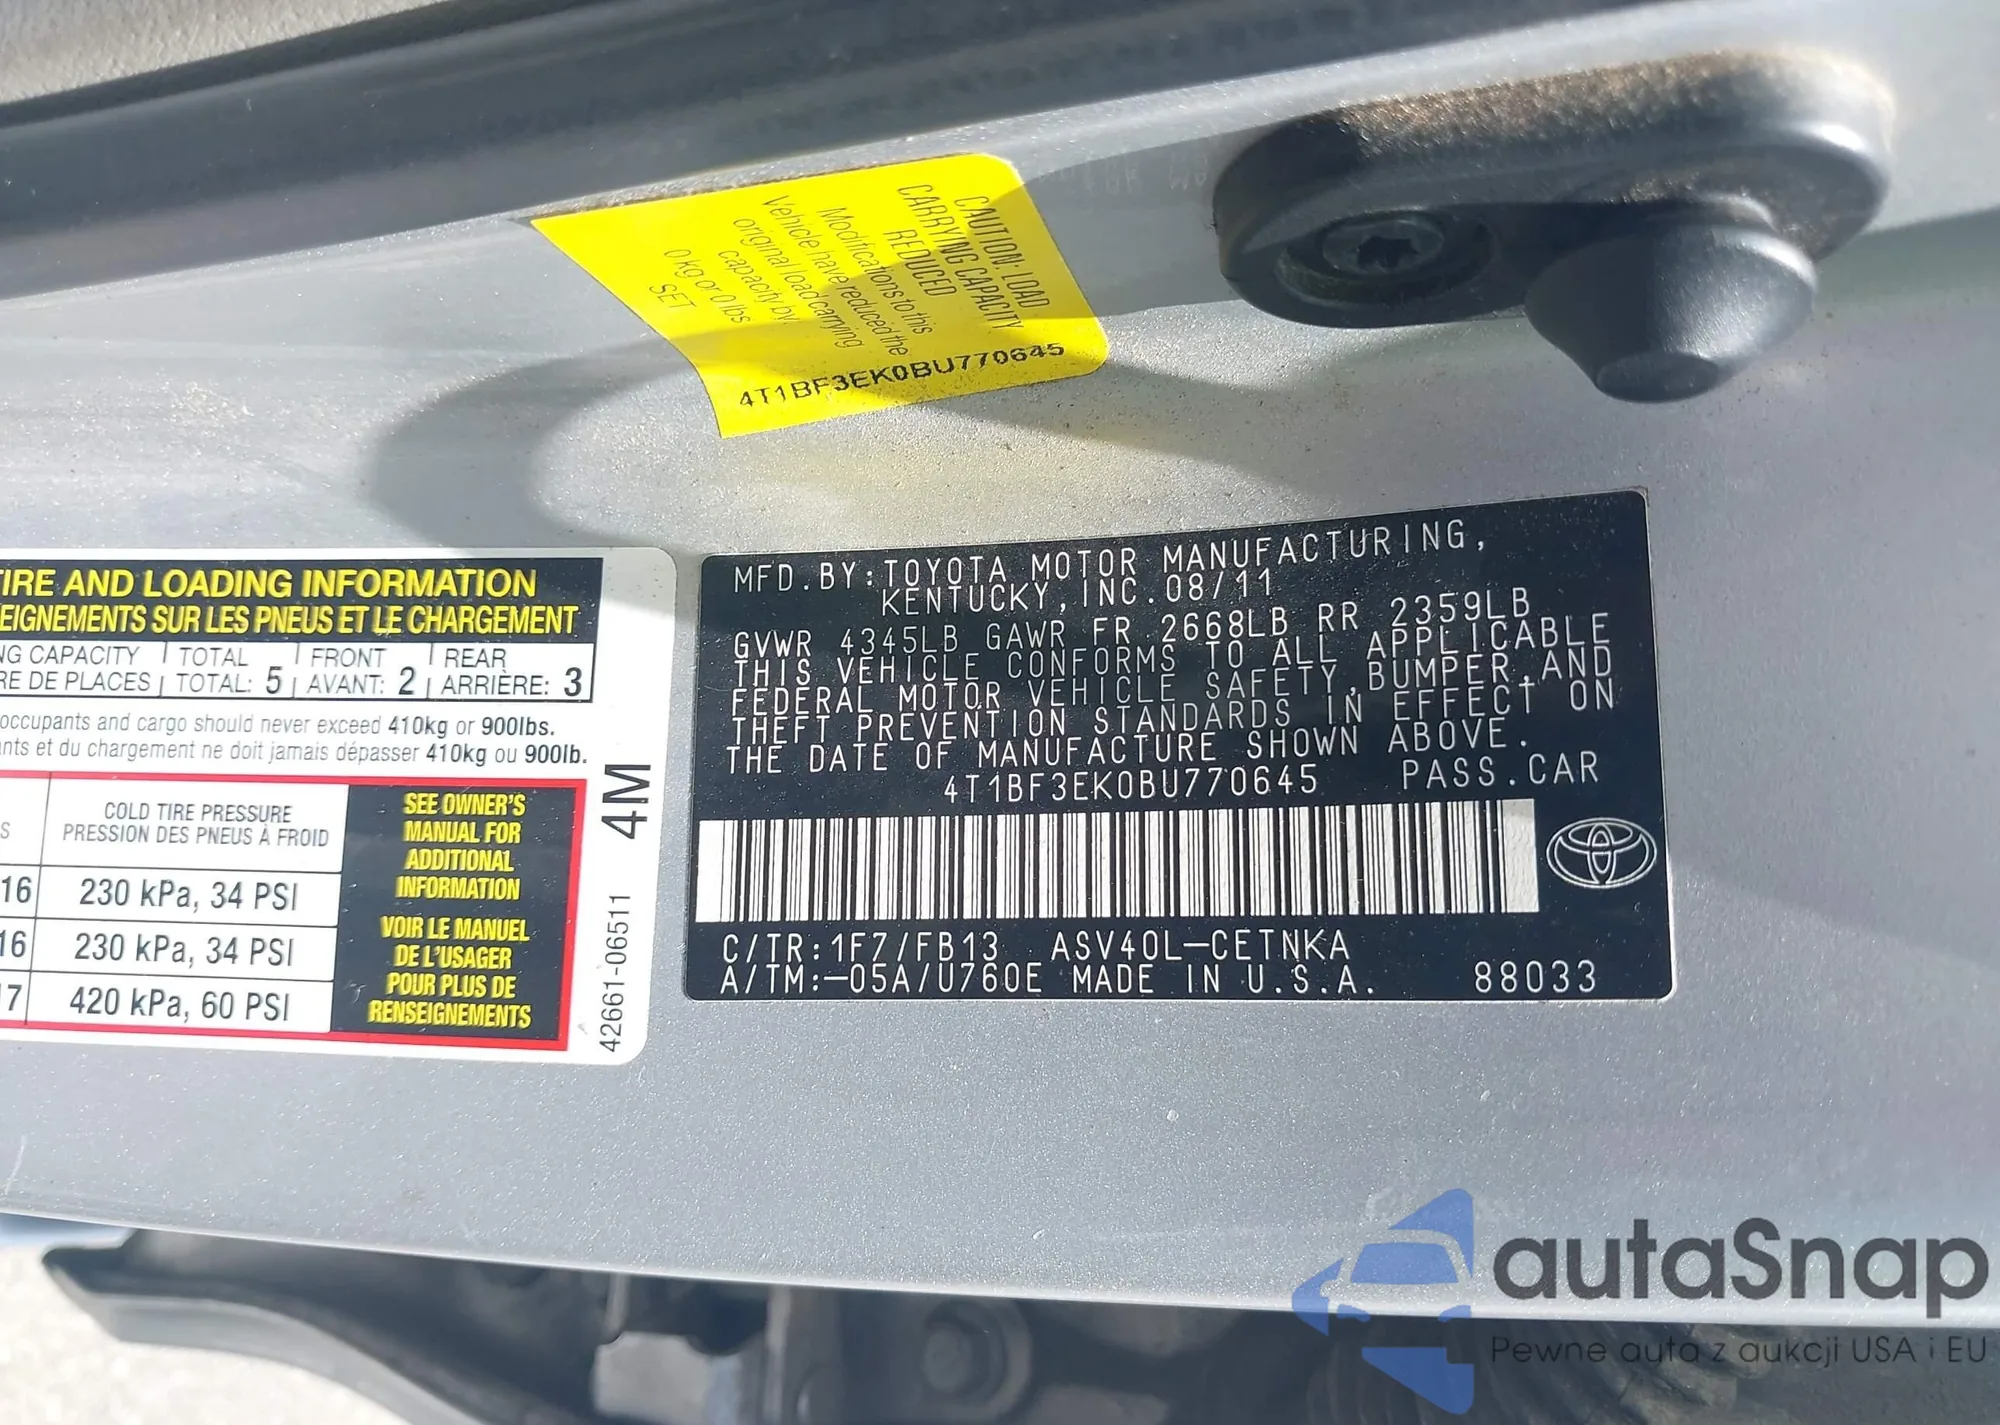 CAUTION: LOAD
CARRYING CAPACITY
REDUCED
Modifications to this
Vehicle have reduced the
original load carrying
capacity by
0 kg or 0 lbs
SET
4T1BF3EK0BU770645
TIRE AND LOADING INFORMATION
EIGNEMENTS SUR LES PNEUS ET LE CHARGEMENT
NG CAPACITY TOTAL FRONT REAR
RE DE PLACES TOTAL: 5 AVANT: 2 ARRIÈRE: 3
occupants and cargo should never exceed 410kg or 900lbs.
nts et du chargement ne doit jamais dépasser 410kg ou 900lb.
COLD TIRE PRESSURE
S PRESSION DES PNEUS À FROID
16 230 kPa, 34 PSI
16 230 kPa, 34 PSI
17 420 kPa, 60 PSI
SEE OWNER'S
MANUAL FOR
ADDITIONAL
INFORMATION
VOIR LE MANUEL
DE L'USAGER
POUR PLUS DE
RENSEIGNEMENTS
42661-06511 4M
MFD.BY:TOYOTA MOTOR MANUFACTURING,
KENTUCKY,INC.08/11
GVWR 4345LB GAWR FR 2668LB RR 2359LB
THIS VEHICLE CONFORMS TO ALL APPLICABLE
FEDERAL MOTOR VEHICLE SAFETY,BUMPER,AND
THEFT PREVENTION STANDARDS IN EFFECT ON
THE DATE OF MANUFACTURE SHOWN ABOVE.
4T1BF3EK0BU770645 PASS.CAR
C/TR:1F7/FB13 ASV40L-CETNKA
A/TM:-05A/U760E MADE IN U.S.A. 88033
autaSnap
Pewne auta z aukcji USA i EU